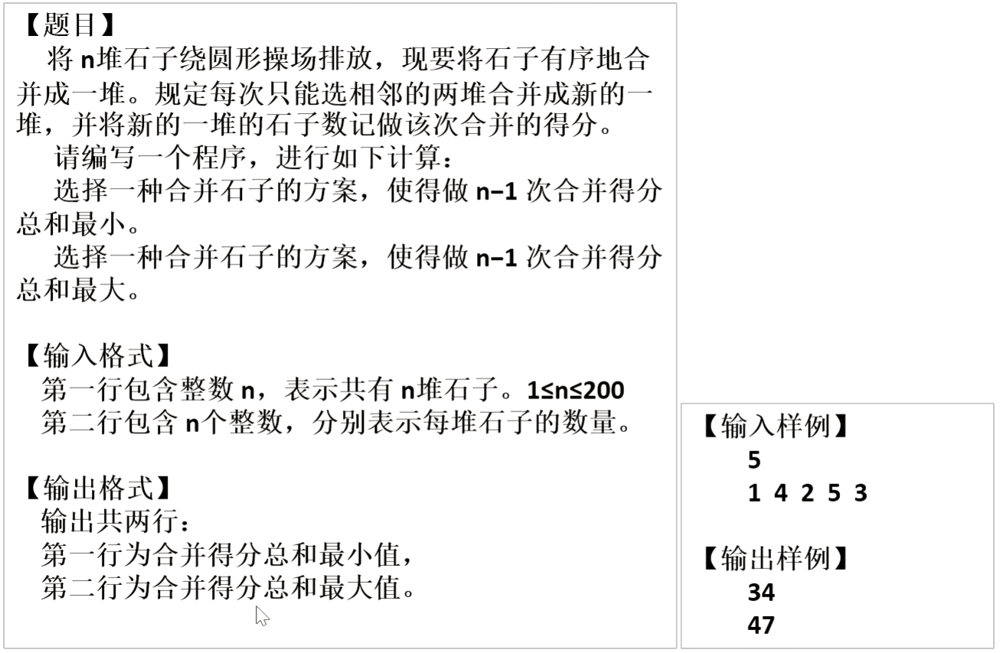 【题目】
将 n堆石子绕圆形操场排放，现要将石子有序地合
并成一堆。规定每次只能选相邻的两堆合并成新的一
堆，并将新的一堆的石子数记做该次合并的得分。
请编写一个程序，进行如下计算：
选择一种合并石子的方案，使得做 n-1 次合并得分
总和最小。
选择一种合并石子的方案，使得做 n-1 次合并得分
总和最大。
【输入格式】
第一行包含整数 n，表示共有 n堆石子。1≤n≤200
第二行包含 n个整数，分别表示每堆石子的数量。
【输出格式】
输出共两行：
第一行为合并得分总和最小值，
第二行为合并得分总和最大值。
【输入样例】
5
1 4 2 5 3
【输出样例】
34
47